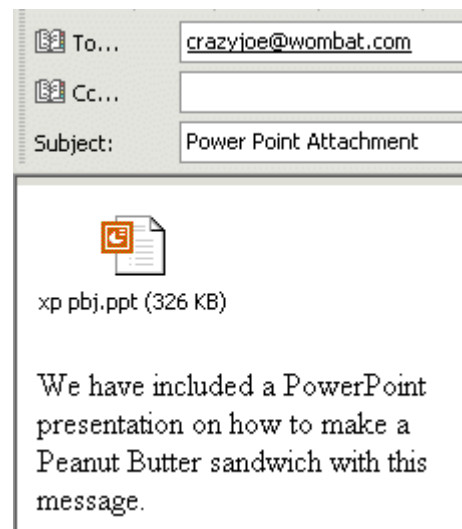 To...
crazyjoe@wombat.com
Cc...
Subject:
Power Point Attachment
xp pbj.ppt (326 KB)
We have included a PowerPoint
presentation on how to make a
Peanut Butter sandwich with this
message.